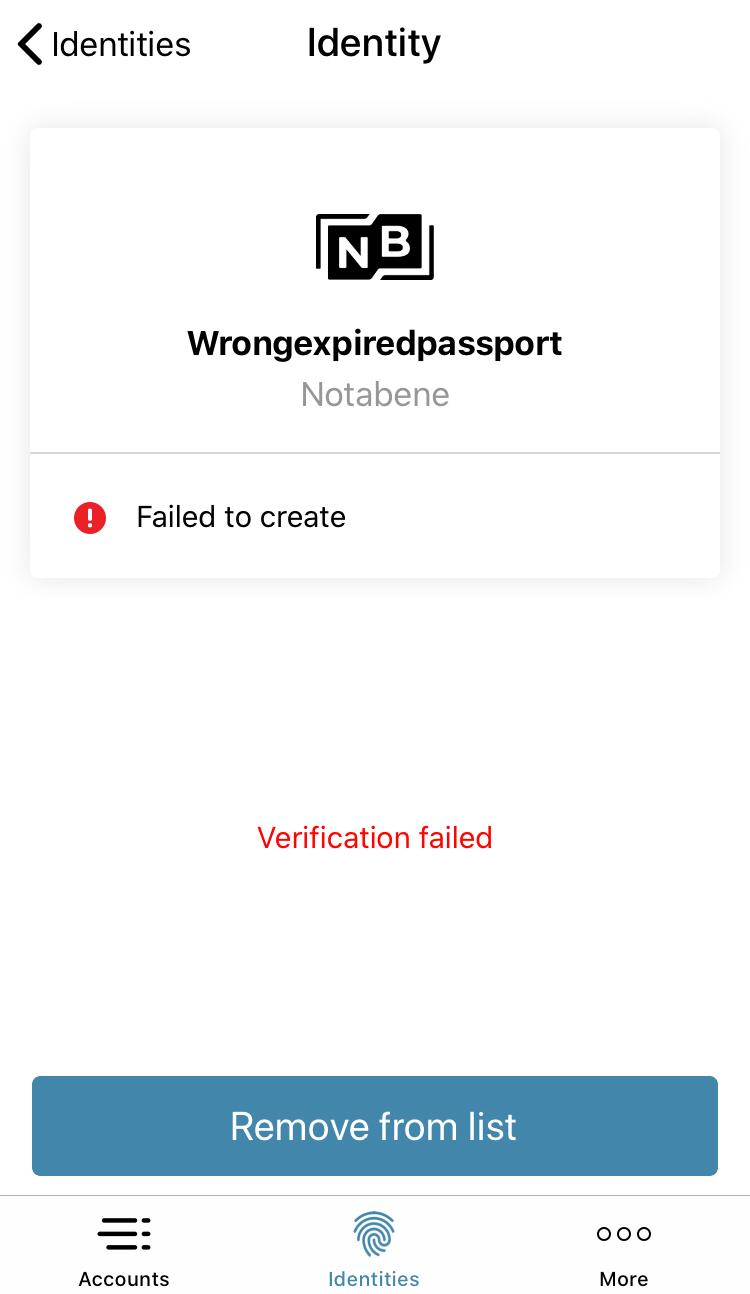 Identities
Identity
NB
Wrongexpiredpassport
Notabene
Failed to create
Verification failed
Remove from list
Accounts
Identities
More